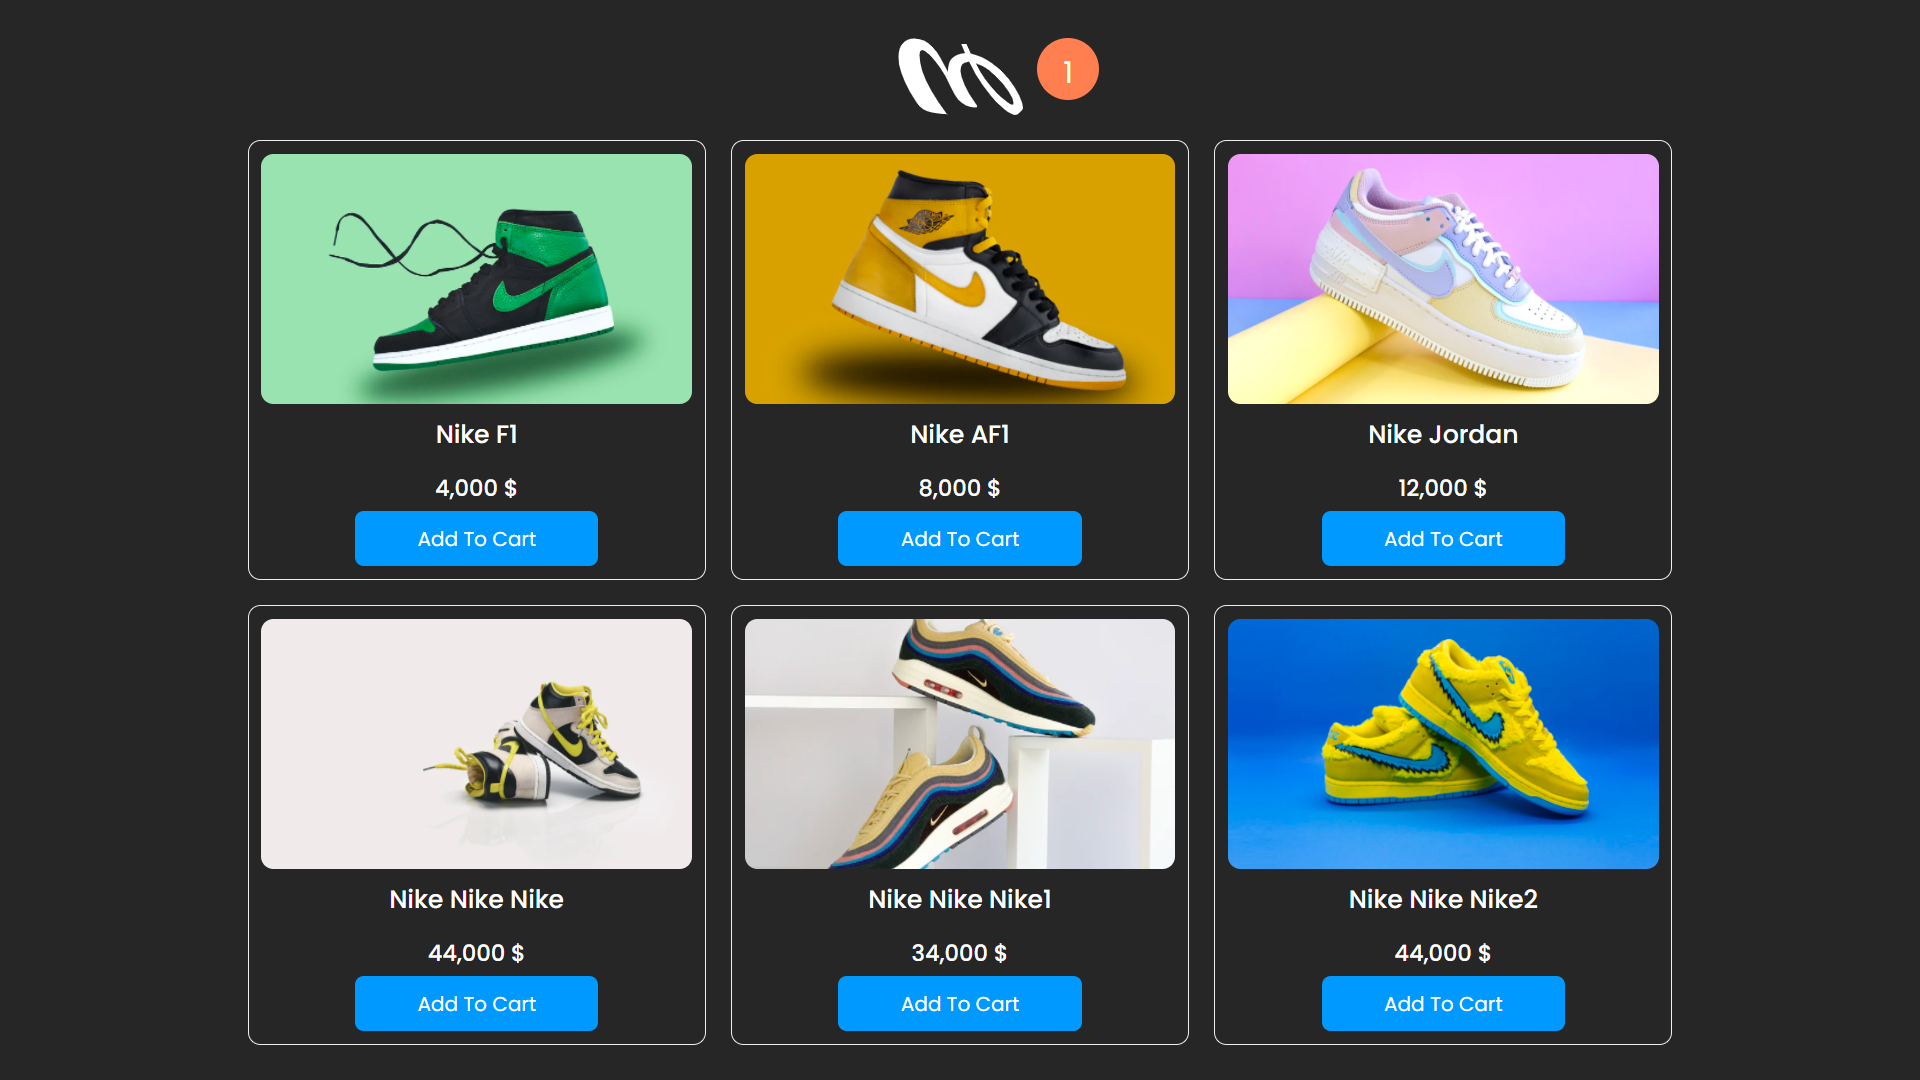 1
Nike F1
4,000 $
Add To Cart
Nike AF1
8,000 $
Add To Cart
Nike Jordan
12,000 $
Add To Cart
Nike Nike Nike
44,000 $
Add To Cart
Nike Nike Nike1
34,000 $
Add To Cart
Nike Nike Nike2
44,000 $
Add To Cart